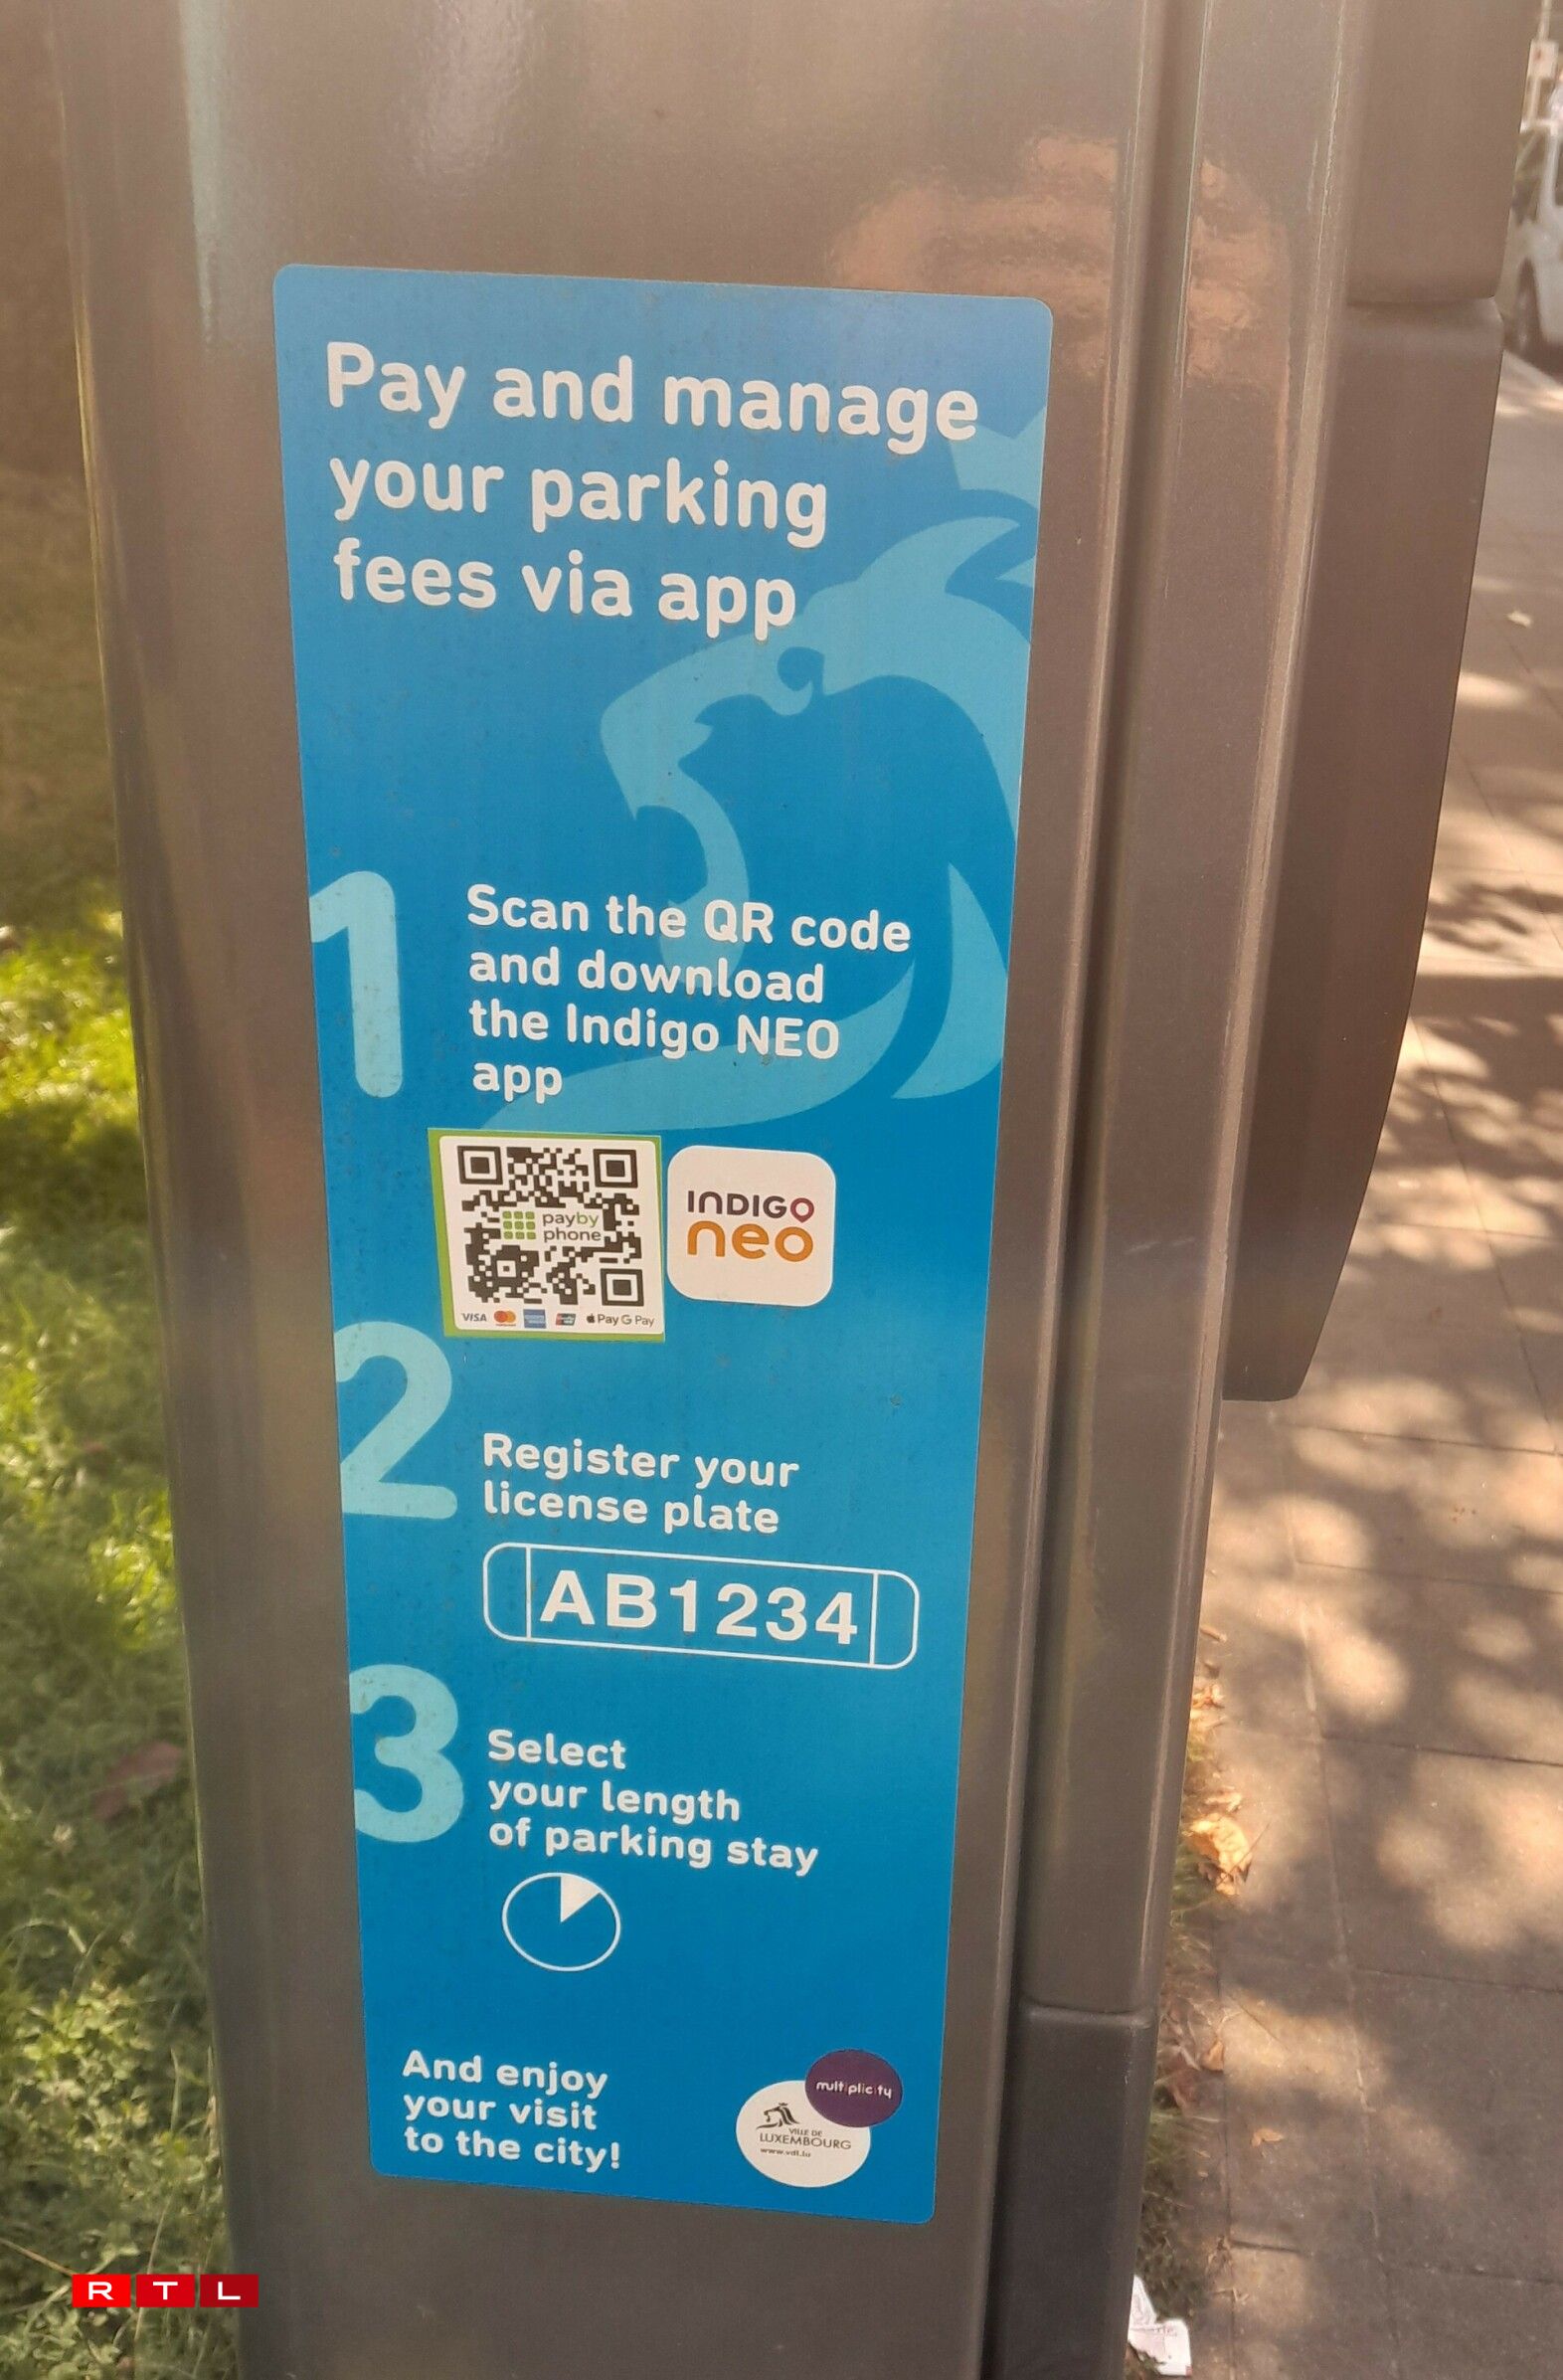 Pay and manage
your parking
fees via app
1
Scan the QR code
and download
the Indigo NEO
app
payby
phone
VISA
Pay G Pay
INDIGO
neo
2
Register your
license plate
AB1234
3
Select
your length
of parking stay
And enjoy
your visit
to the city!
multiplicity
VILLE DE
LUXEMBOURG
www.vdl.lu
RTL